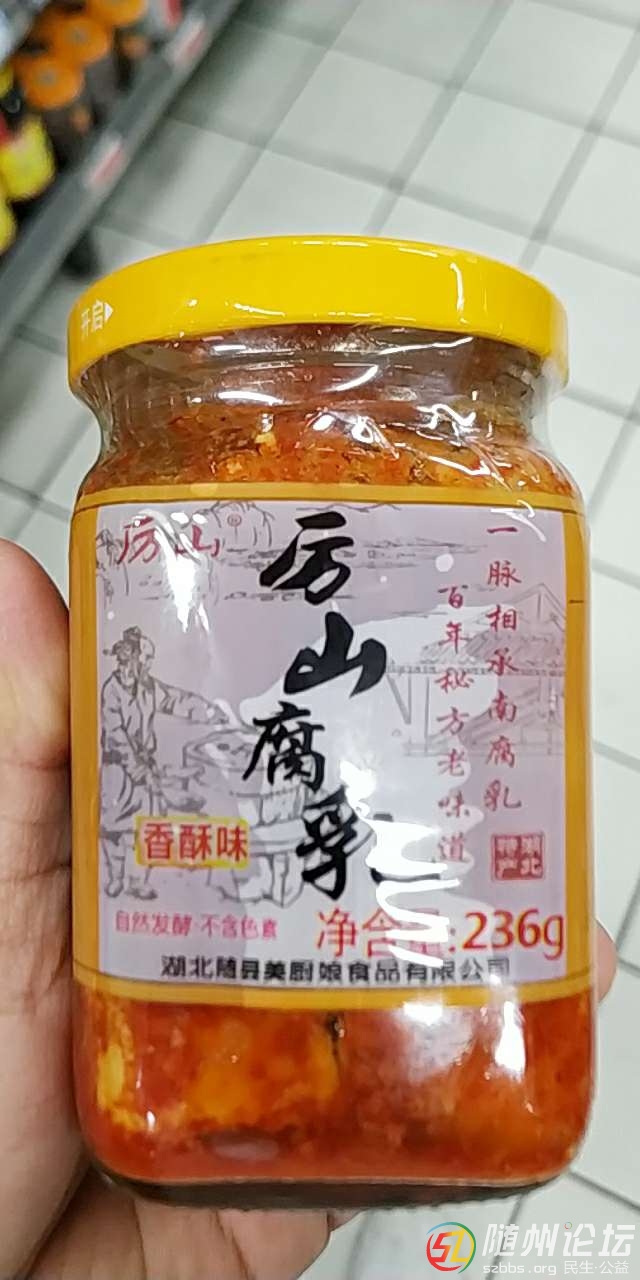 开启
厉山®
厉山腐乳
一脉相承南腐乳
百年秘方老味道
湖北
特产
香酥味
自然发酵·不含色素
净含量:236g
湖北随县美厨娘食品有限公司
随州论坛
szbbs.org 民生·公益